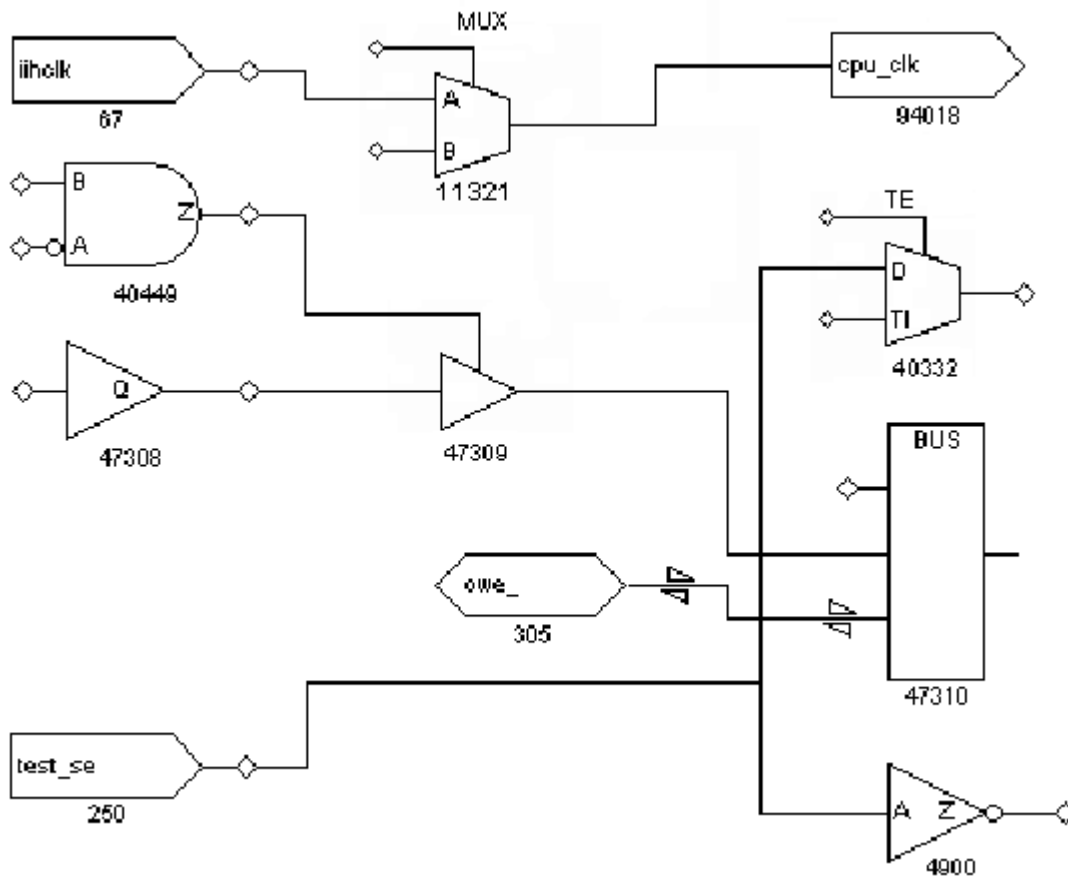 MUX
iihclk
67
A
B
11321
cpu_clk
94018
B
Z
A
40449
TE
D
TI
40332
Q
47308
47309
BUS
owe_
305
47310
test_se
250
A Z
4900